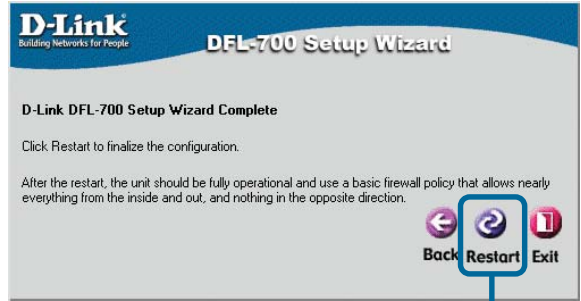 D-Link
Building Networks for People
DFL-700 Setup Wizard
D-Link DFL-700 Setup Wizard Complete
Click Restart to finalize the configuration.
After the restart, the unit should be fully operational and use a basic firewall policy that allows nearly
everything from the inside and out, and nothing in the opposite direction.
Back Restart Exit